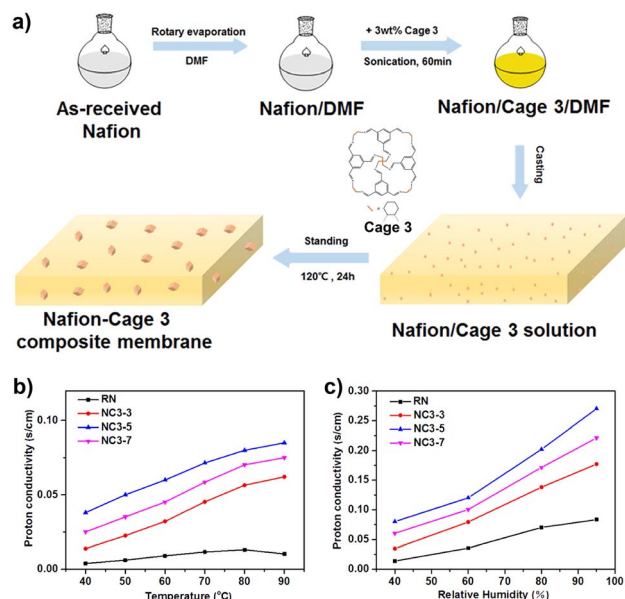 a)
Rotary evaporation
DMF
+ 3wt% Cage 3
Sonication, 60min
As-received
Nafion
Nafion/DMF
Nafion/Cage 3/DMF
Casting
Cage 3
Standing
120℃ , 24h
Nafion-Cage 3
composite membrane
Nafion/Cage 3 solution
b)
RN
NC3-3
NC3-5
NC3-7
Proton conductivity (s/cm)
0.10
0.05
0.00
40 50 60 70 80 90
Temperature (°C)
c)
RN
NC3-3
NC3-5
NC3-7
Proton conductivity (s/cm)
0.30
0.25
0.20
0.15
0.10
0.05
0.00
40 60 80 100
Relative Humidity (%)